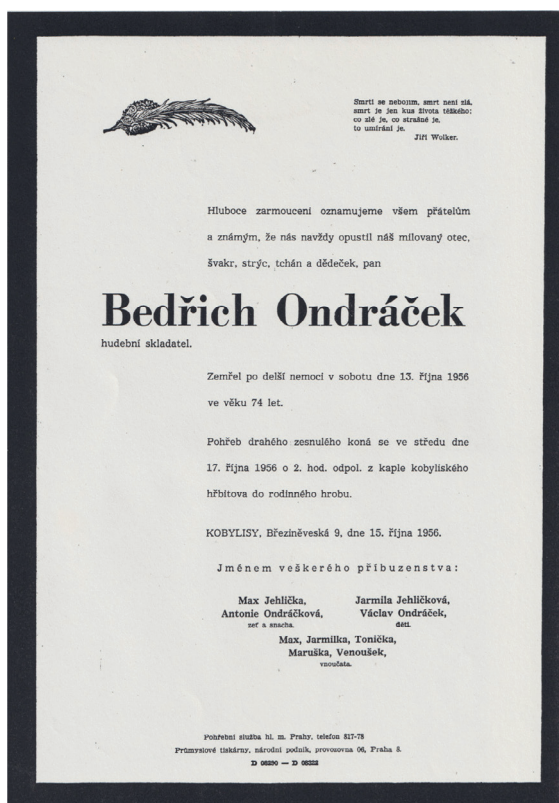 Smrti se nebojím, smrt není zlá,
smrt je jen kus života těžkého;
co zlé je, co strašné je,
to umírání je.
Jiří Wolker.
Hluboce zarmouceni oznamujeme všem přátelům
a známým, že nás navždy opustil náš milovaný otec,
švakr, strýc, tchán a dědeček, pan
Bedřich Ondráček
hudební skladatel.
Zemřel po delší nemoci v sobotu dne 13. října 1956
ve věku 74 let.
Pohřeb drahého zesnulého koná se ve středu dne
17. října 1956 o 2. hod. odpol. z kaple kobyliského
hřbitova do rodinného hrobu.
KOBYLISY, Březiněveská 9, dne 15. října 1956.
Jménem veškerého příbuzenstva:
Max Jehlička,
Antonie Ondráčková,
zeť a snacha.
Jarmila Jehličková,
Václav Ondráček,
děti.
Max, Jarmilka, Tonička,
Maruška, Venoušek,
vnoučata.
Pohřební služba hl. m. Prahy, telefon 817-78
Průmyslové tiskárny, národní podnik, provozovna 06, Praha 8.